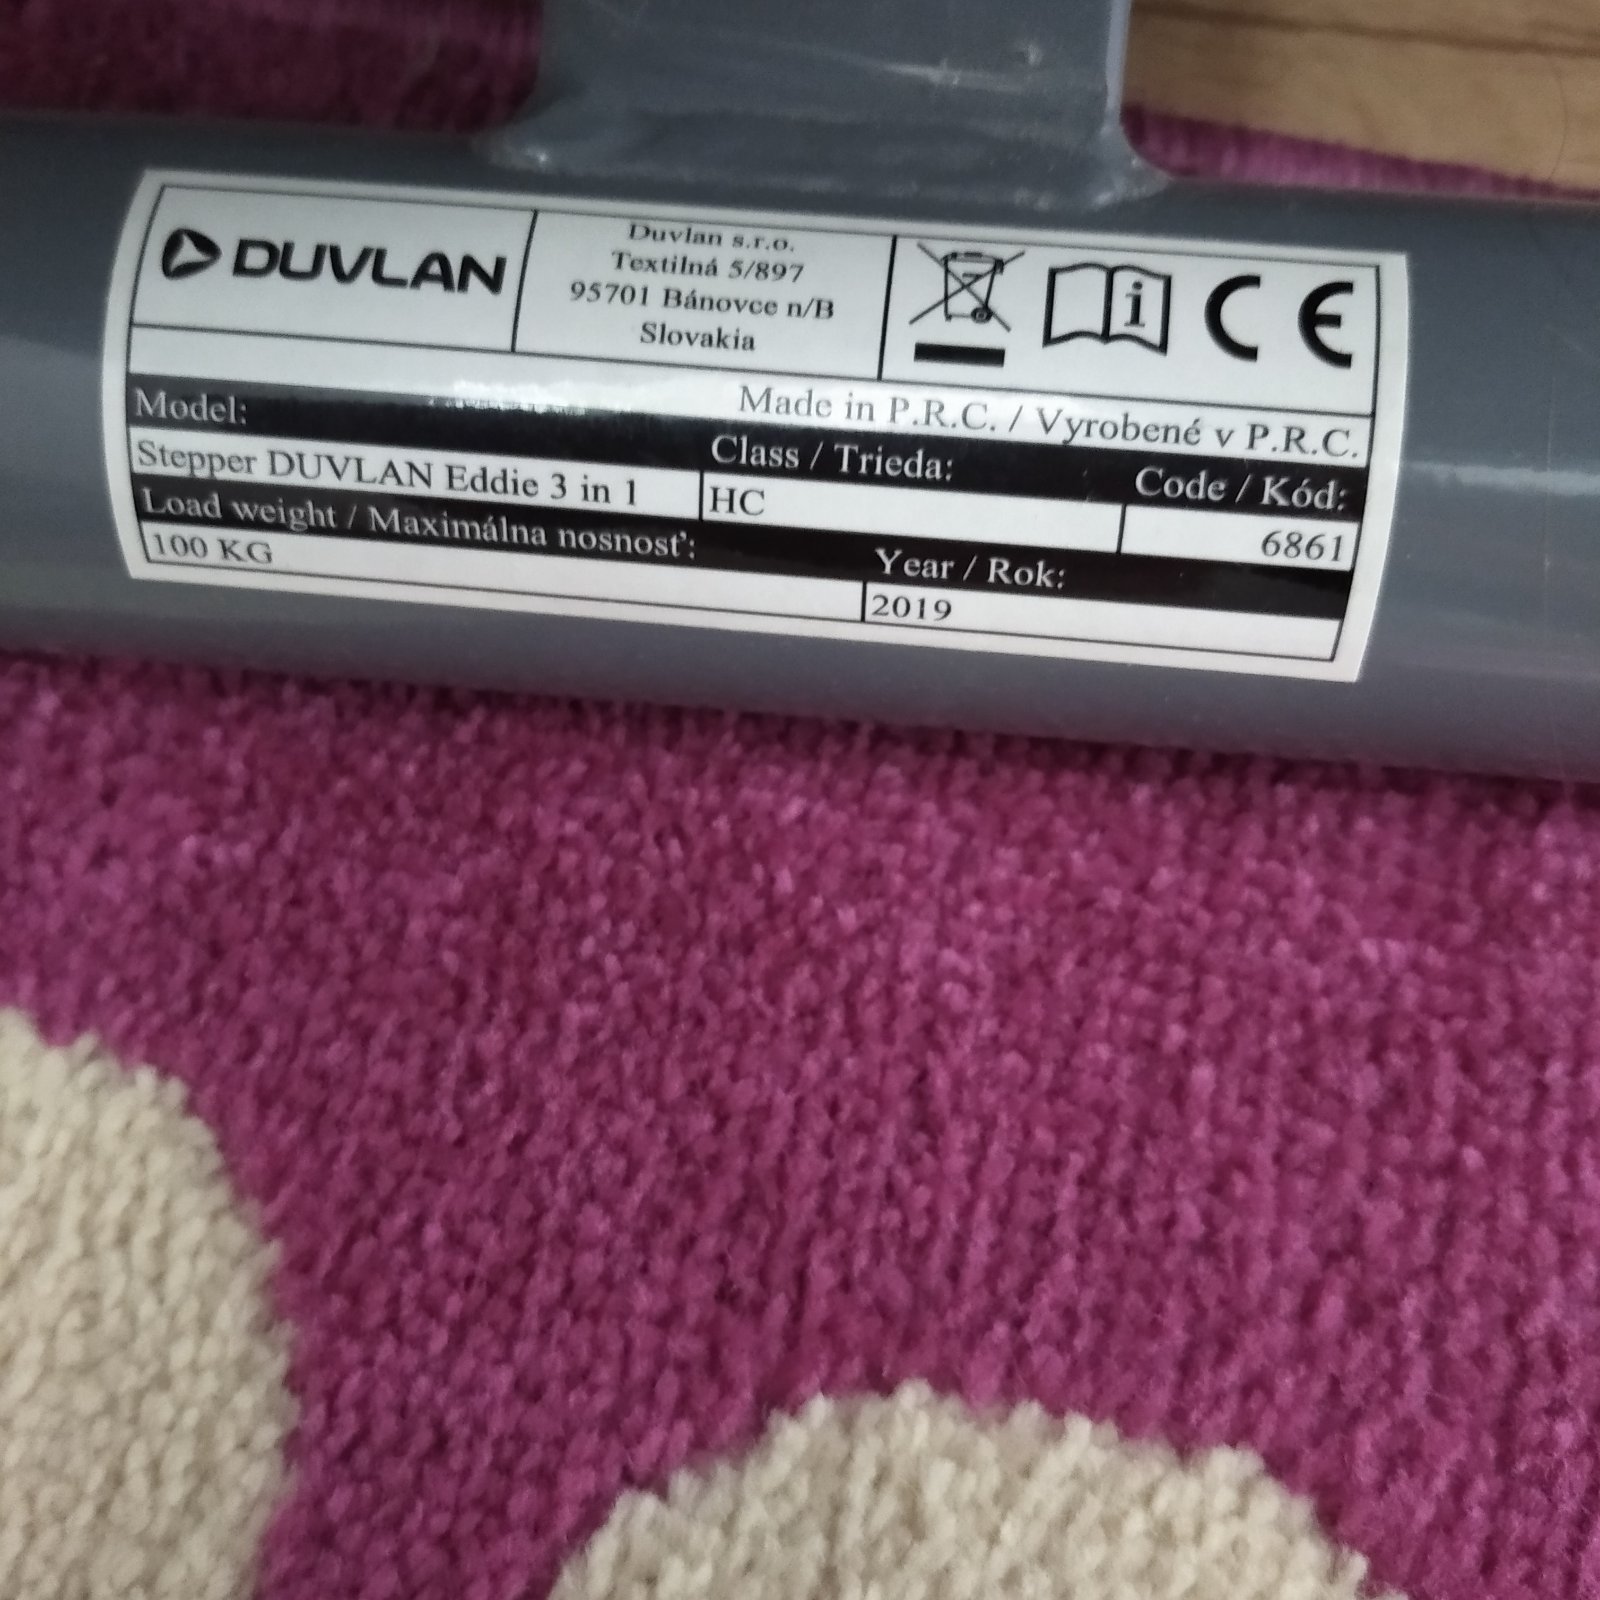 DUVLAN
Duvlan s.r.o.
Textilná 5/897
95701 Bánovce n/B
Slovakia
i
CE
Made in P.R.C. / Vyrobené v P.R.C.
Model:
Class / Trieda:
Code / Kód:
Stepper DUVLAN Eddie 3 in 1
HC
6861
Load weight / Maximálna nosnosť:
Year / Rok:
100 KG
2019